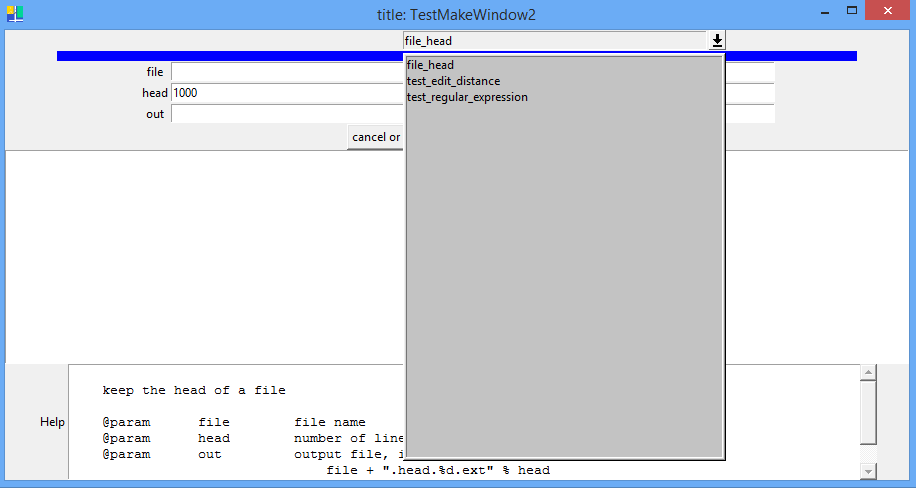 title: TestMakeWindow2
file_head
file_head
test_edit_distance
test_regular_expression
file
head 1000
out
cancel or
keep the head of a file
Help
@param file file name
@param head number of line
@param out output file, i
file + ".head.%d.ext" % head